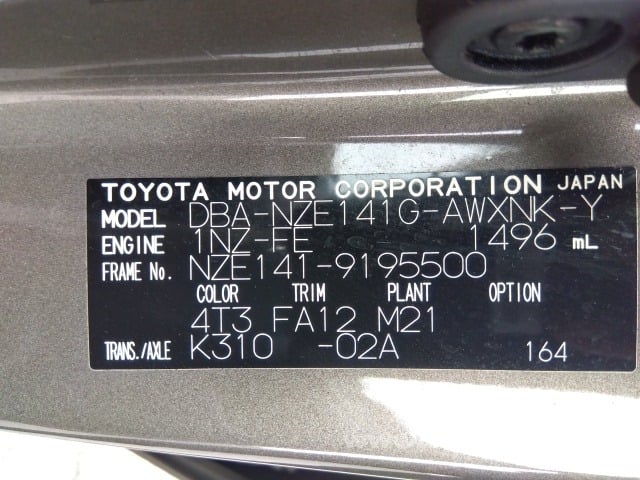 TOYOTA MOTOR CORPORATION JAPAN
MODEL DBA-NZE141G-AWXNK-Y
ENGINE 1NZ-FE 1496 mL
FRAME No. NZE141-9195500
COLOR TRIM PLANT OPTION
4T3 FA12 M21
TRANS./AXLE K310 -02A 164